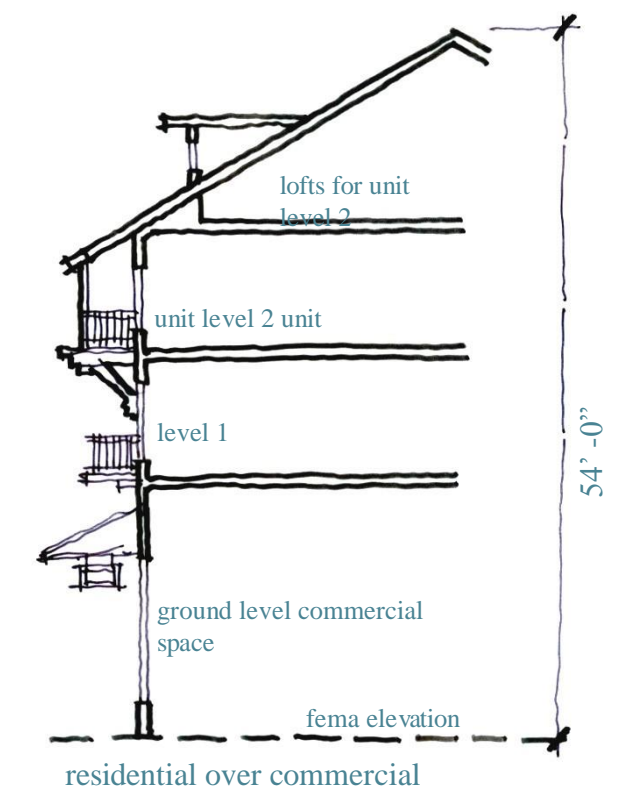 lofts for unit
level 2
unit level 2 unit
level 1
54’ -0”
ground level commercial
space
fema elevation
residential over commercial